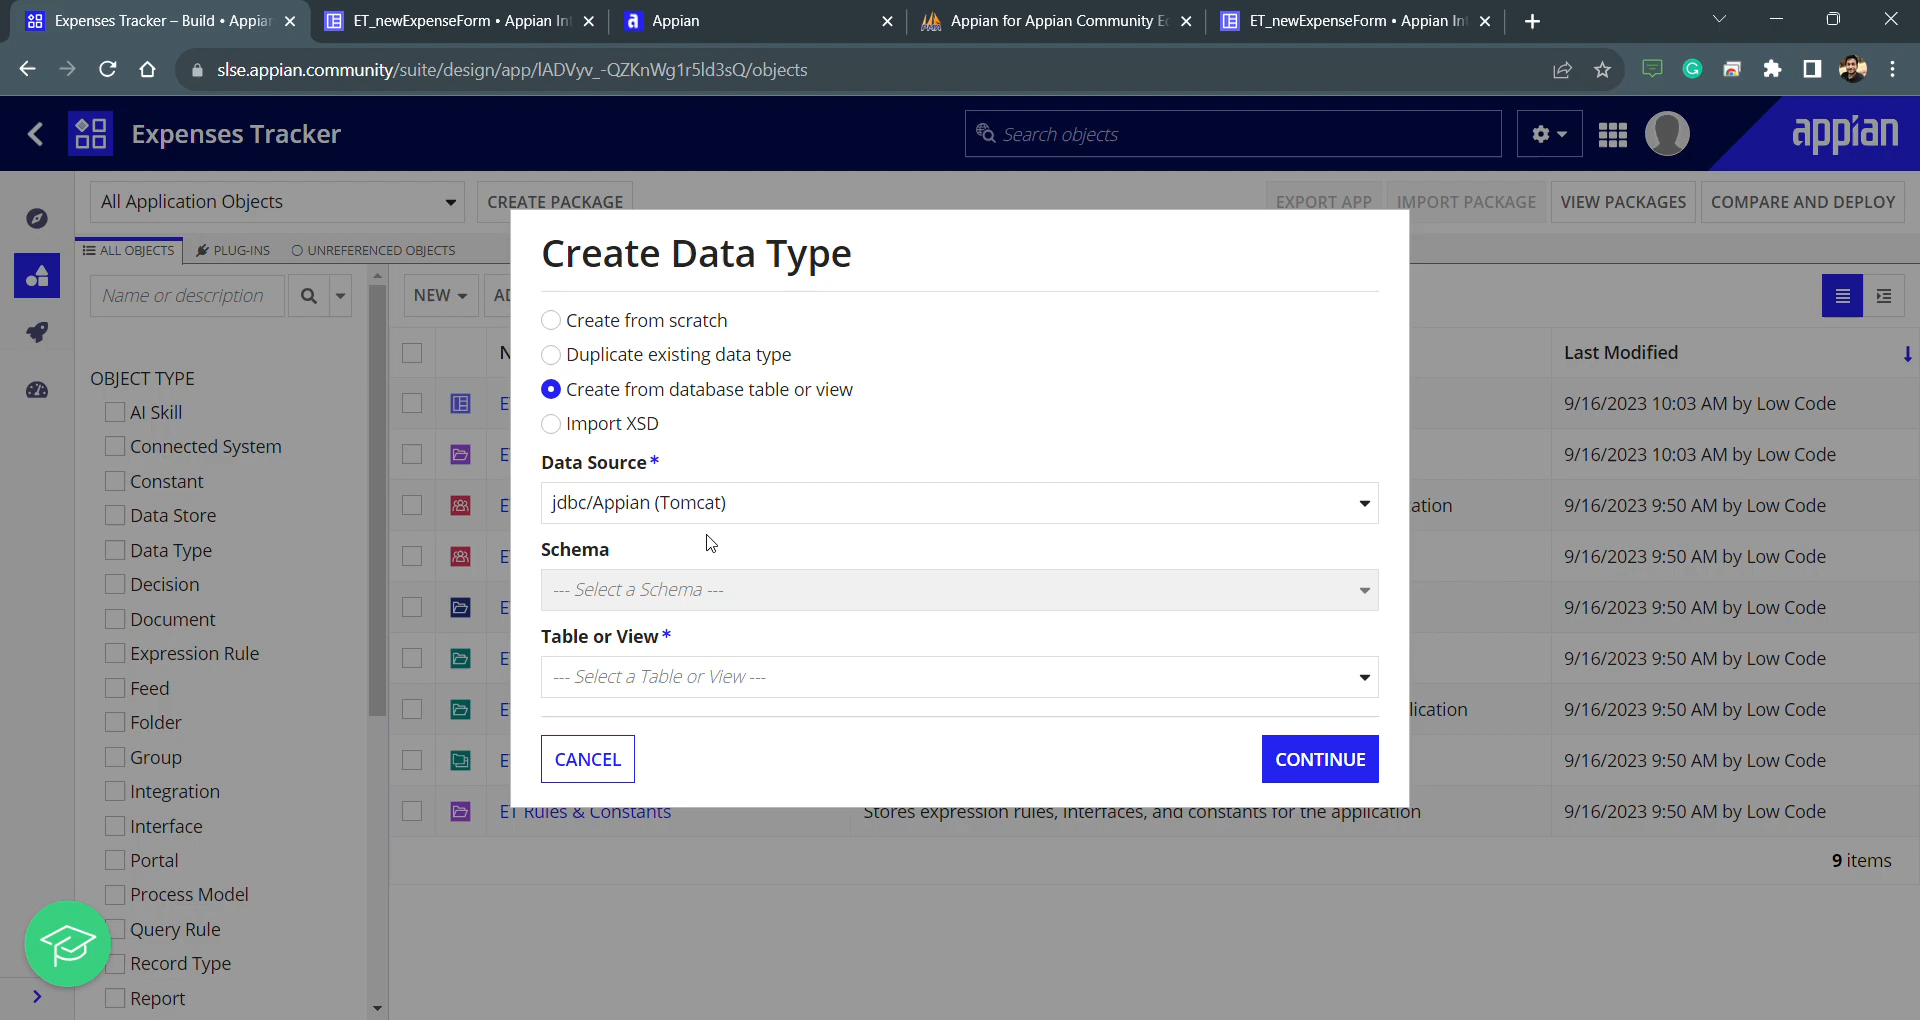 Expenses Tracker – Build • Appian
ET_newExpenseForm • Appian Int
Appian
Appian for Appian Community Ed
ET_newExpenseForm • Appian Int
slse.appian.community/suite/design/app/lADVyv_-QZKnWg1r5ld3sQ/objects
Expenses Tracker
Search objects
appian
All Application Objects
CREATE PACKAGE
EXPORT APP
IMPORT PACKAGE
VIEW PACKAGES
COMPARE AND DEPLOY
ALL OBJECTS
PLUG-INS
UNREFERENCED OBJECTS
Name or description
NEW
AD
Create Data Type
Create from scratch
Duplicate existing data type
Create from database table or view
Import XSD
Data Source*
jdbc/Appian (Tomcat)
Schema
--- Select a Schema ---
Table or View*
--- Select a Table or View ---
CANCEL
CONTINUE
OBJECT TYPE
AI Skill
Connected System
Constant
Data Store
Data Type
Decision
Document
Expression Rule
Feed
Folder
Group
Integration
Interface
Portal
Process Model
Query Rule
Record Type
Report
Last Modified
9/16/2023 10:03 AM by Low Code
9/16/2023 10:03 AM by Low Code
ation
9/16/2023 9:50 AM by Low Code
9/16/2023 9:50 AM by Low Code
9/16/2023 9:50 AM by Low Code
9/16/2023 9:50 AM by Low Code
lication
9/16/2023 9:50 AM by Low Code
9/16/2023 9:50 AM by Low Code
ET Rules & Constants
Stores expression rules, interfaces, and constants for the application
9/16/2023 9:50 AM by Low Code
9 items